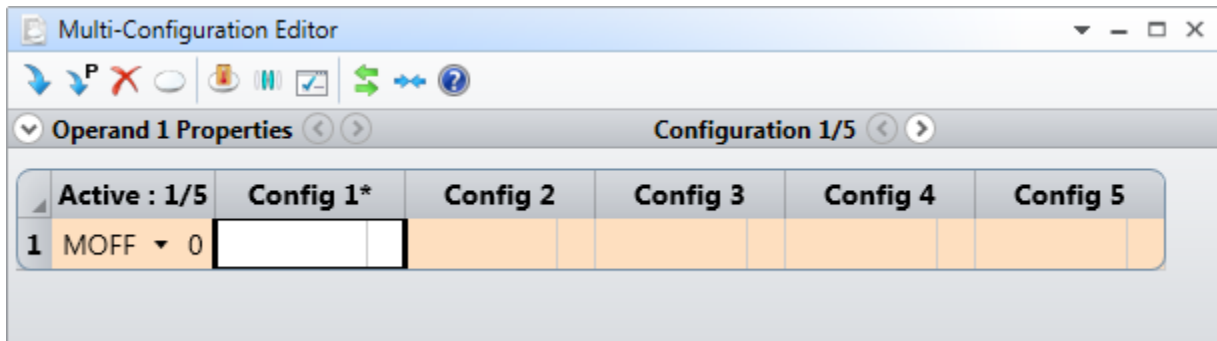 Multi-Configuration Editor
P
Operand 1 Properties Configuration 1/5
Active : 1/5 Config 1* Config 2 Config 3 Config 4 Config 5
1 MOFF 0